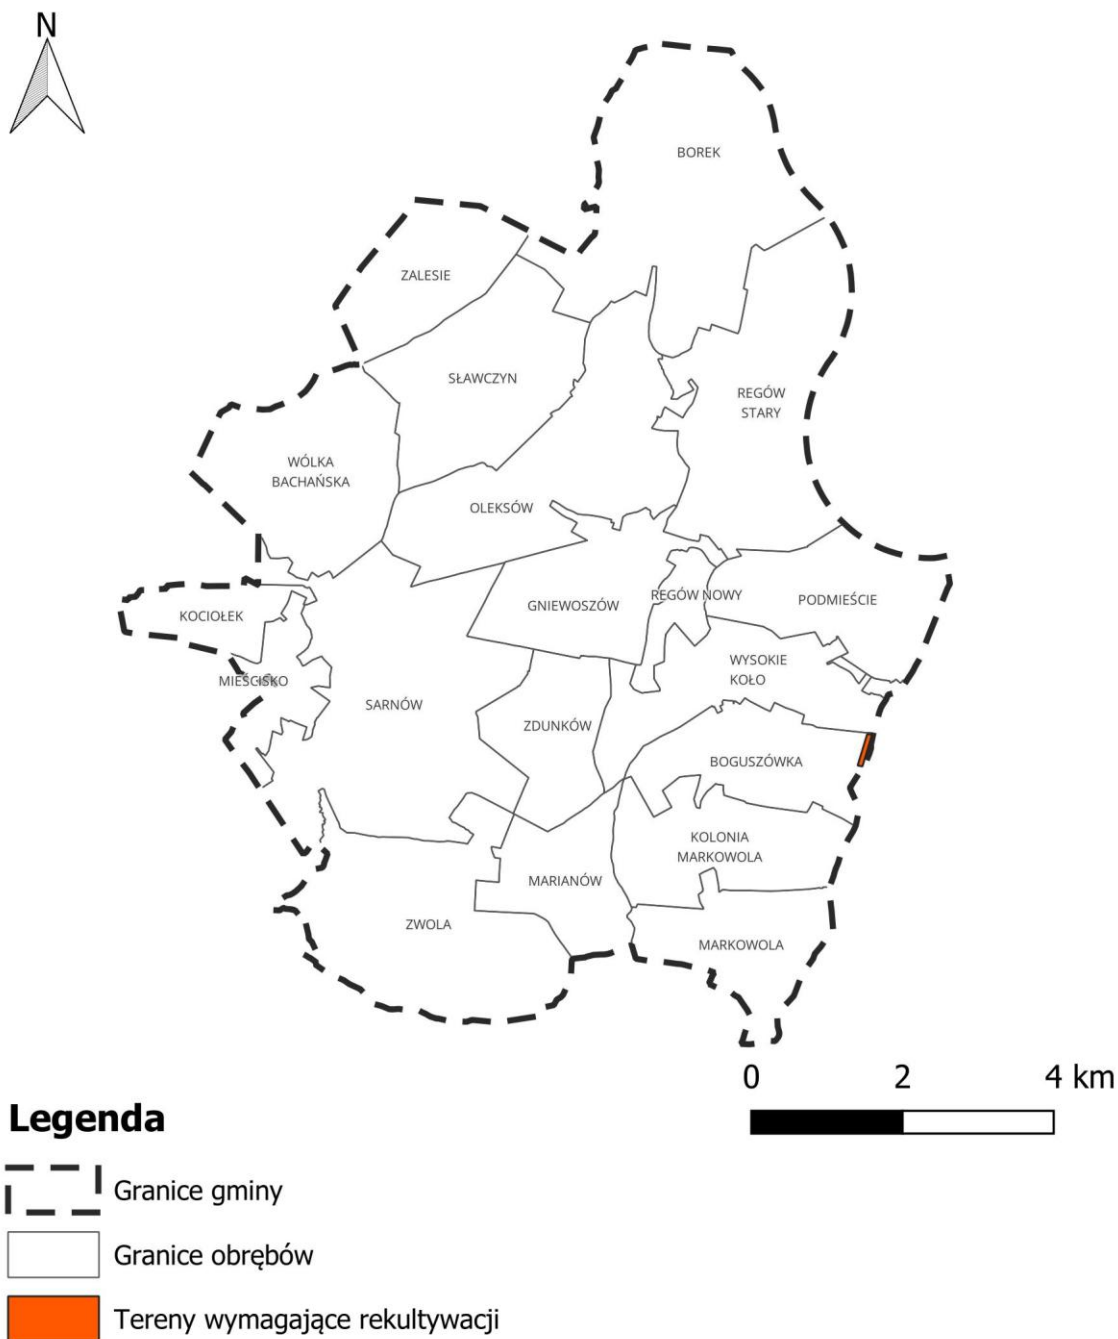 N
BOREK
ZALESIE
SŁAWCZYN
REGÓW
STARY
WÓLKA
BACHAŃSKA
OLEKSÓW
GNIEWOSZÓW
REGÓW NOWY
PODMIEŚCIE
KOCIOŁEK
MIEŚCISKO
SARNÓW
WYSOKIE
KOŁO
ZDUNKÓW
BOGUSZÓWKA
KOLONIA
MARKOWOLA
MARIANÓW
ZWOLA
MARKOWOLA
0 2 4 km
Legenda
Granice gminy
Granice obrębów
Tereny wymagające rekultywacji